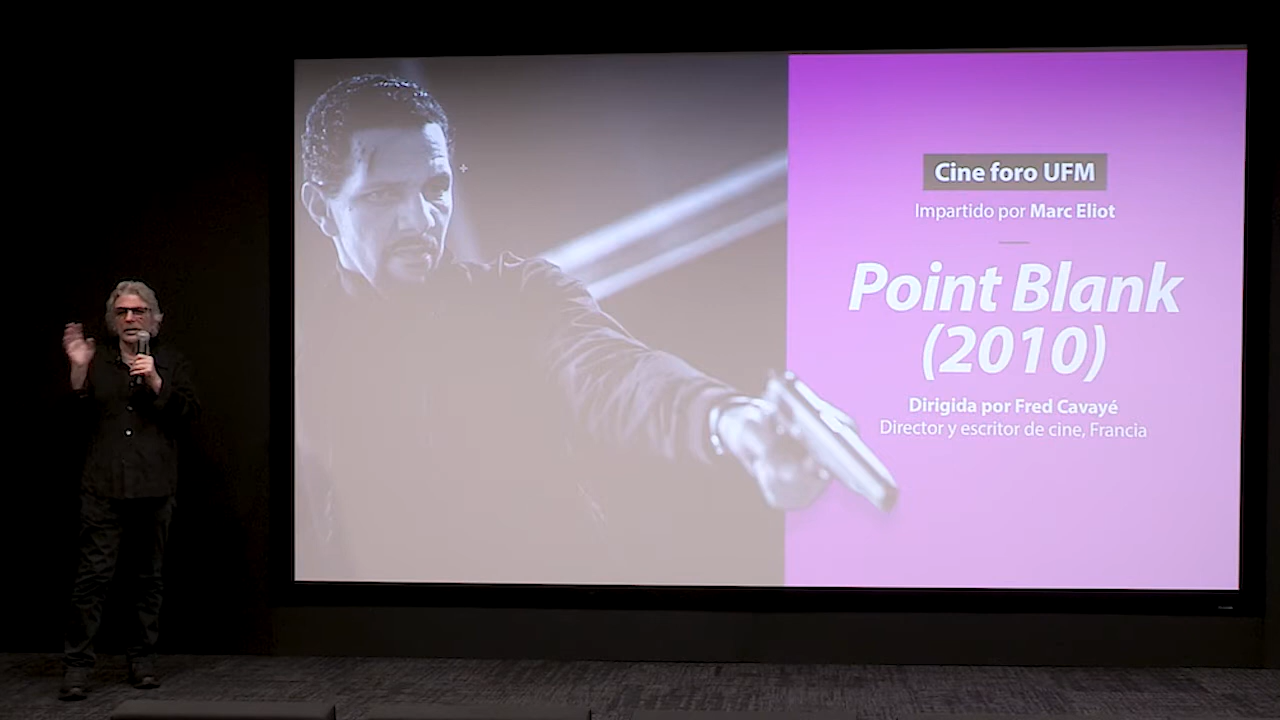 Cine foro UFM
Impartido por Marc Eliot
Point Blank
(2010)
Dirigida por Fred Cavayé
Director y escritor de cine, Francia